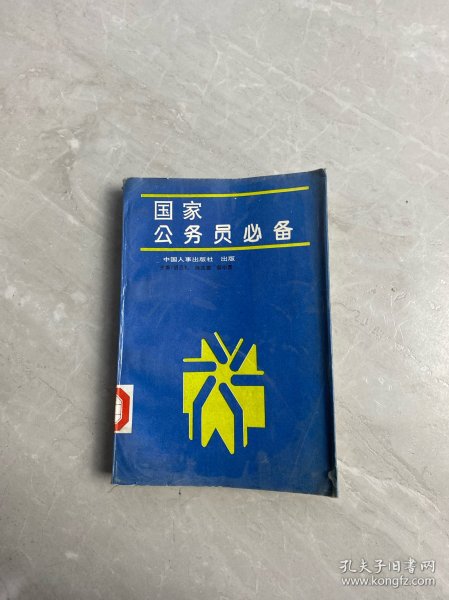 国家
公务员必备
中国人事出版社 出版
孔夫子旧书网
www.kongfz.com